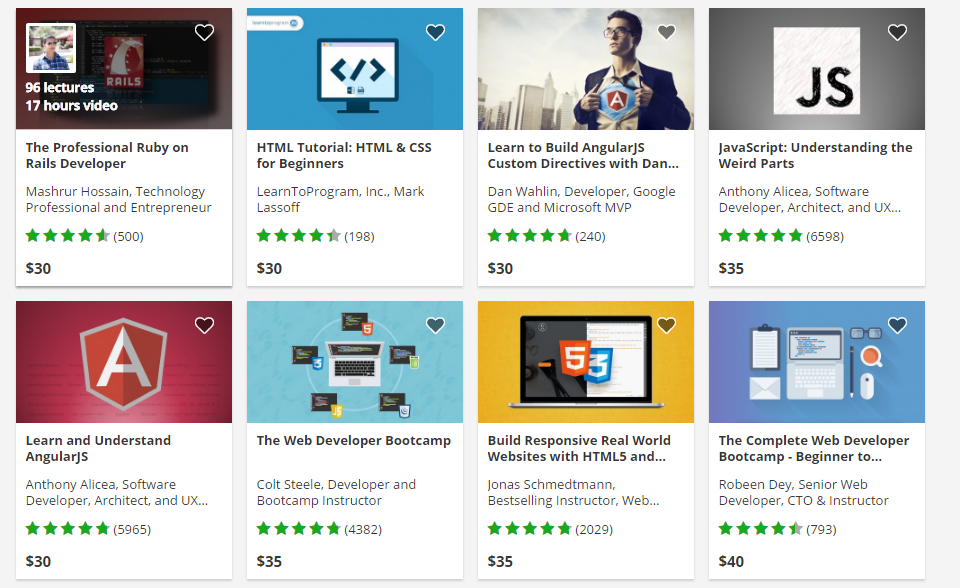 96 lectures
17 hours video
RAILS
The Professional Ruby on
Rails Developer
Mashrur Hossain, Technology
Professional and Entrepreneur
(500)
$30
learntoprogram
</>
HTML Tutorial: HTML & CSS
for Beginners
LearnToProgram, Inc., Mark
Lassoff
(198)
$30
A
Learn to Build AngularJS
Custom Directives with Dan...
Dan Wahlin, Developer, Google
GDE and Microsoft MVP
(240)
$30
JS
JavaScript: Understanding the
Weird Parts
Anthony Alicea, Software
Developer, Architect, and UX...
(6598)
$35
A
Learn and Understand
AngularJS
Anthony Alicea, Software
Developer, Architect, and UX...
(5965)
$30
5
3
JS
The Web Developer Bootcamp
Colt Steele, Developer and
Bootcamp Instructor
(4382)
$35
5
3
Build Responsive Real World
Websites with HTML5 and...
Jonas Schmedtmann,
Bestselling Instructor, Web...
(2029)
$35
The Complete Web Developer
Bootcamp - Beginner to...
Robeen Dey, Senior Web
Developer, CTO & Instructor
(793)
$40